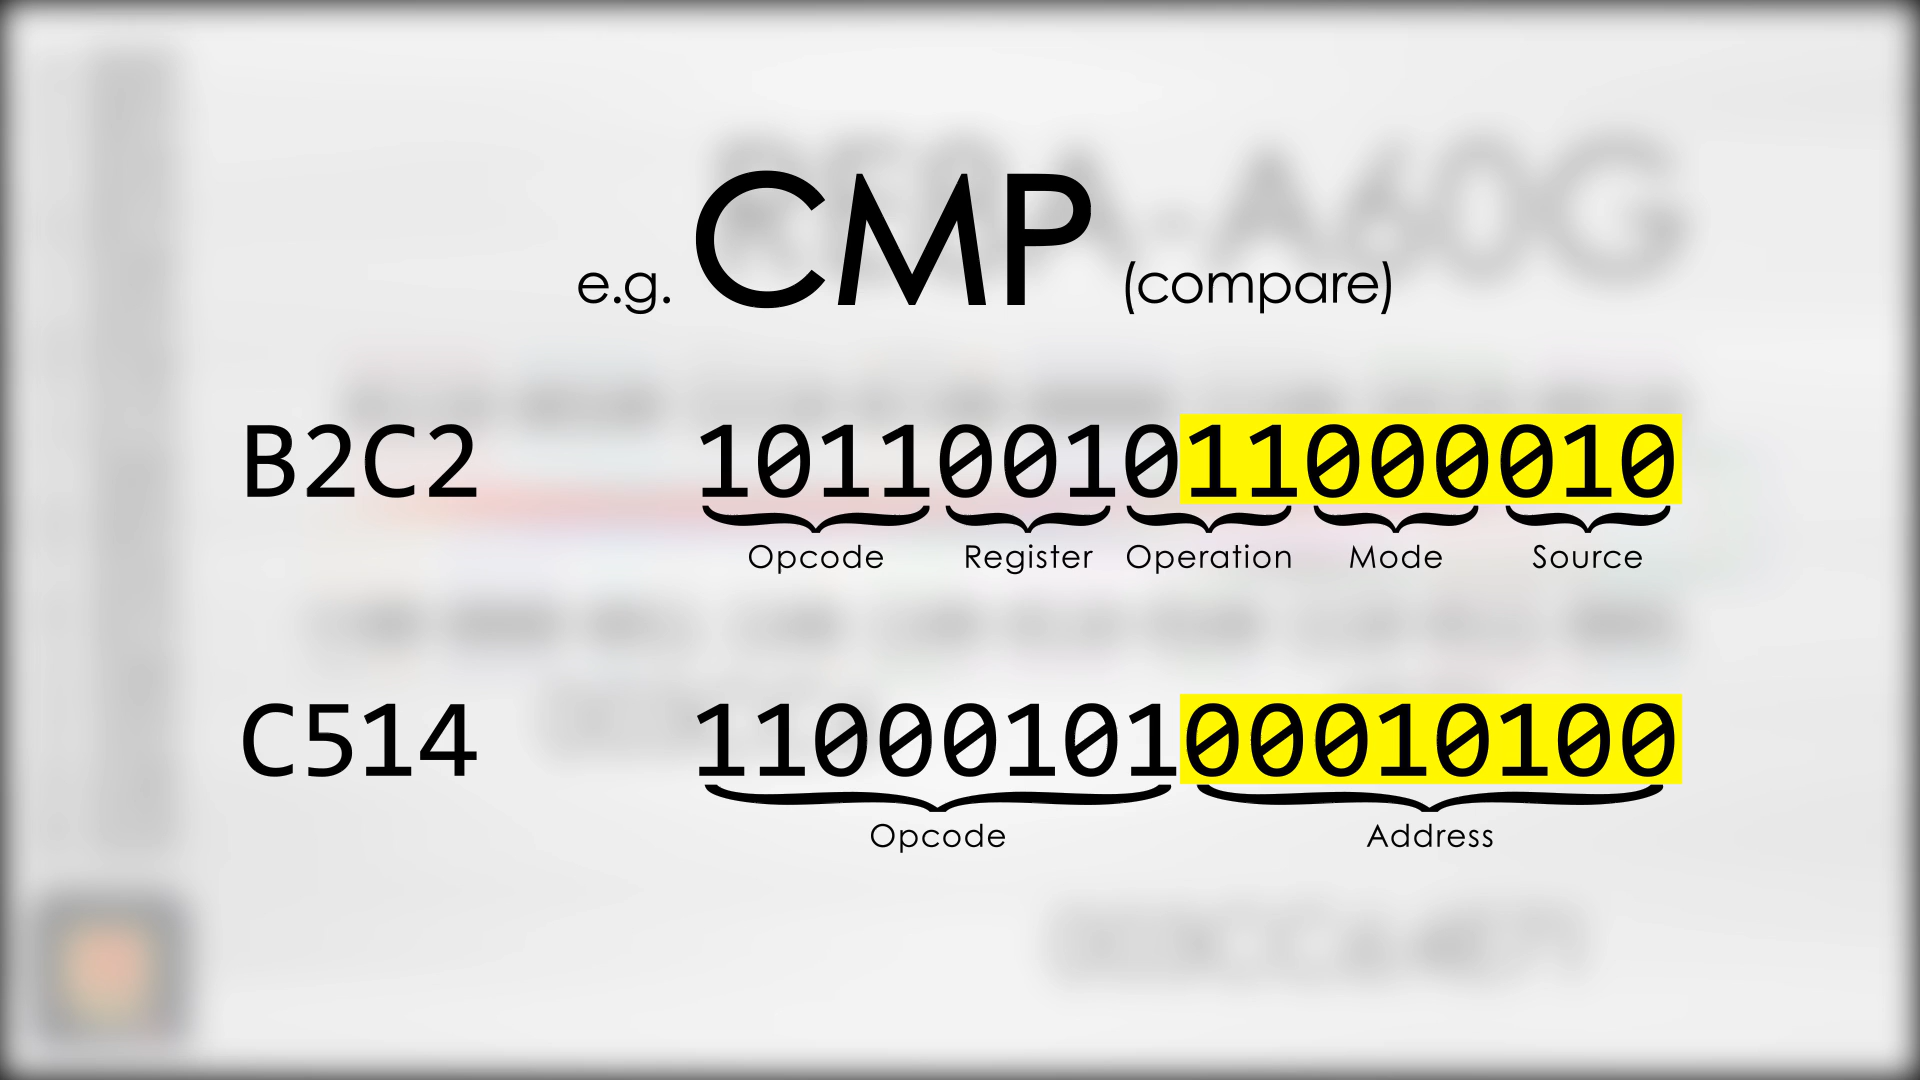 e.g. CMP (compare)
B2C2 1011001011000010
Opcode Register Operation Mode Source
C514 1100010100010100
Opcode Address